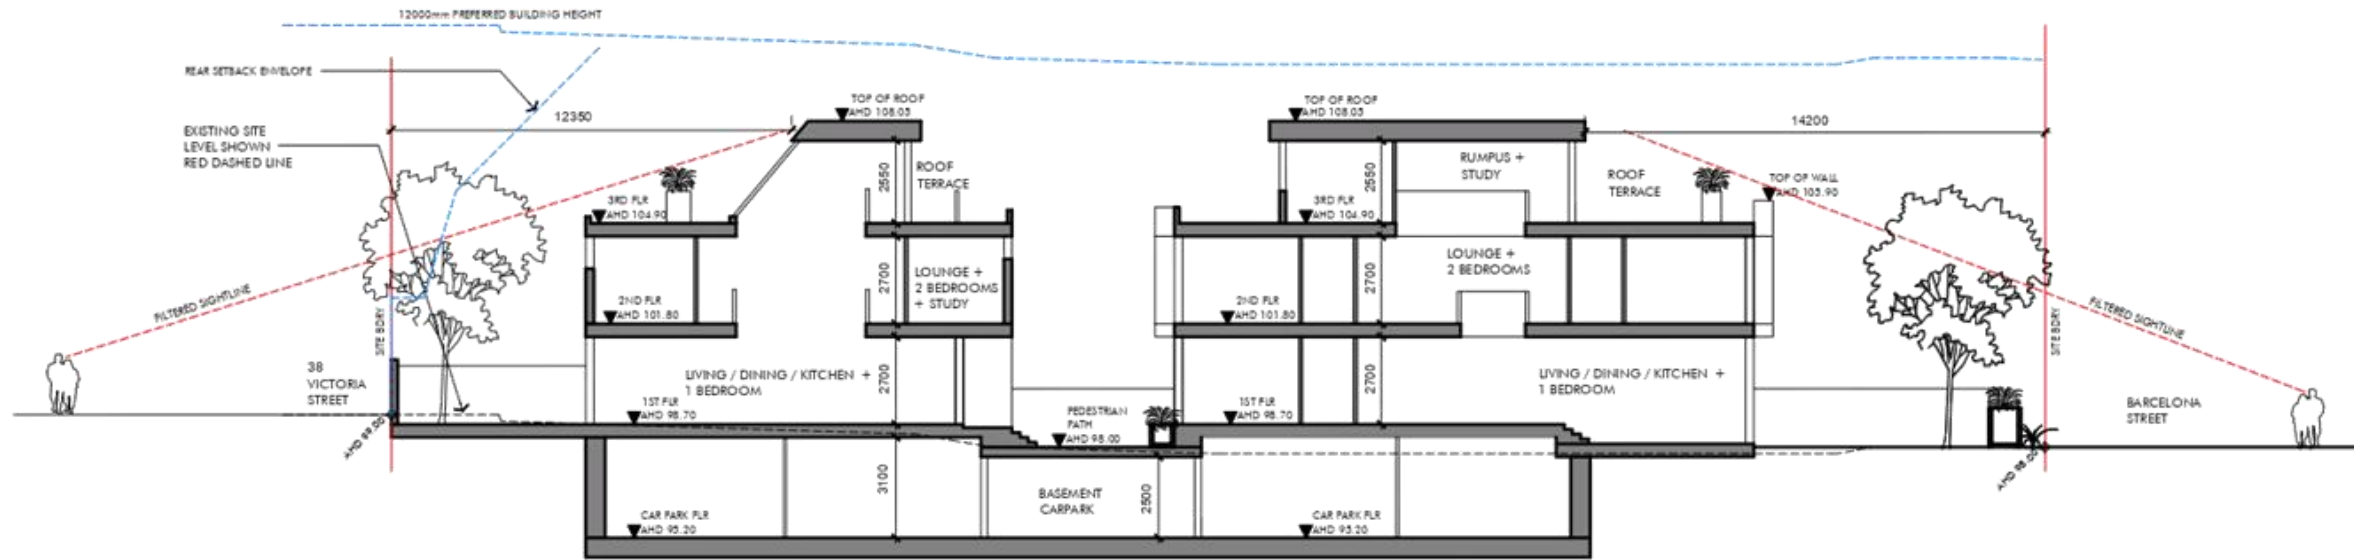 12000mm PREFERRED BUILDING HEIGHT
REAR SETBACK ENVELOPE
EXISTING SITE
LEVEL SHOWN
RED DASHED LINE
12350
TOP OF ROOF
AHD 108.05
TOP OF ROOF
AHD 108.05
14200
2550
ROOF
TERRACE
2550
RUMPUS +
STUDY
ROOF
TERRACE
TOP OF WALL
AHD 105.90
3RD FLR
AHD 104.90
3RD FLR
AHD 104.90
FILTERED SIGHTLINE
SITE BDRY
2700
LOUNGE +
2 BEDROOMS
+ STUDY
2700
LOUNGE +
2 BEDROOMS
2ND FLR
AHD 101.80
2ND FLR
AHD 101.80
FILTERED SIGHTLINE
SITE BDRY
38
VICTORIA
STREET
LIVING / DINING / KITCHEN +
1 BEDROOM
2700
2700
LIVING / DINING / KITCHEN +
1 BEDROOM
1ST FLR
AHD 98.70
PEDESTRIAN
PATH
AHD 98.00
1ST FLR
AHD 98.70
BARCELONA
STREET
AHD 99.00
AHD 98.00
3100
BASEMENT
CARPARK
2500
CAR PARK FLR
AHD 95.20
CAR PARK FLR
AHD 95.20